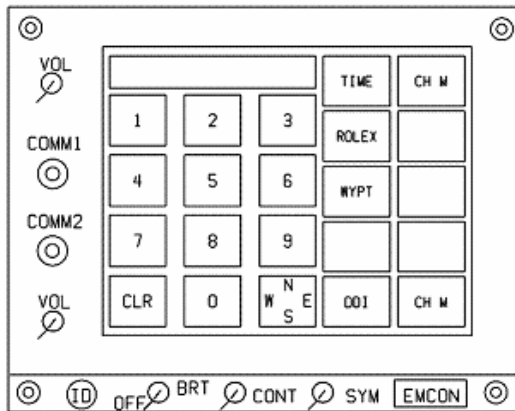 VOL
TIME CH M
1 2 3
ROLEX
COMM1
4 5 6
WYPT
COMM2
7 8 9
VOL
CLR 0 N W E S
ODI CH M
ID OFF BRT CONT SYM EMCON